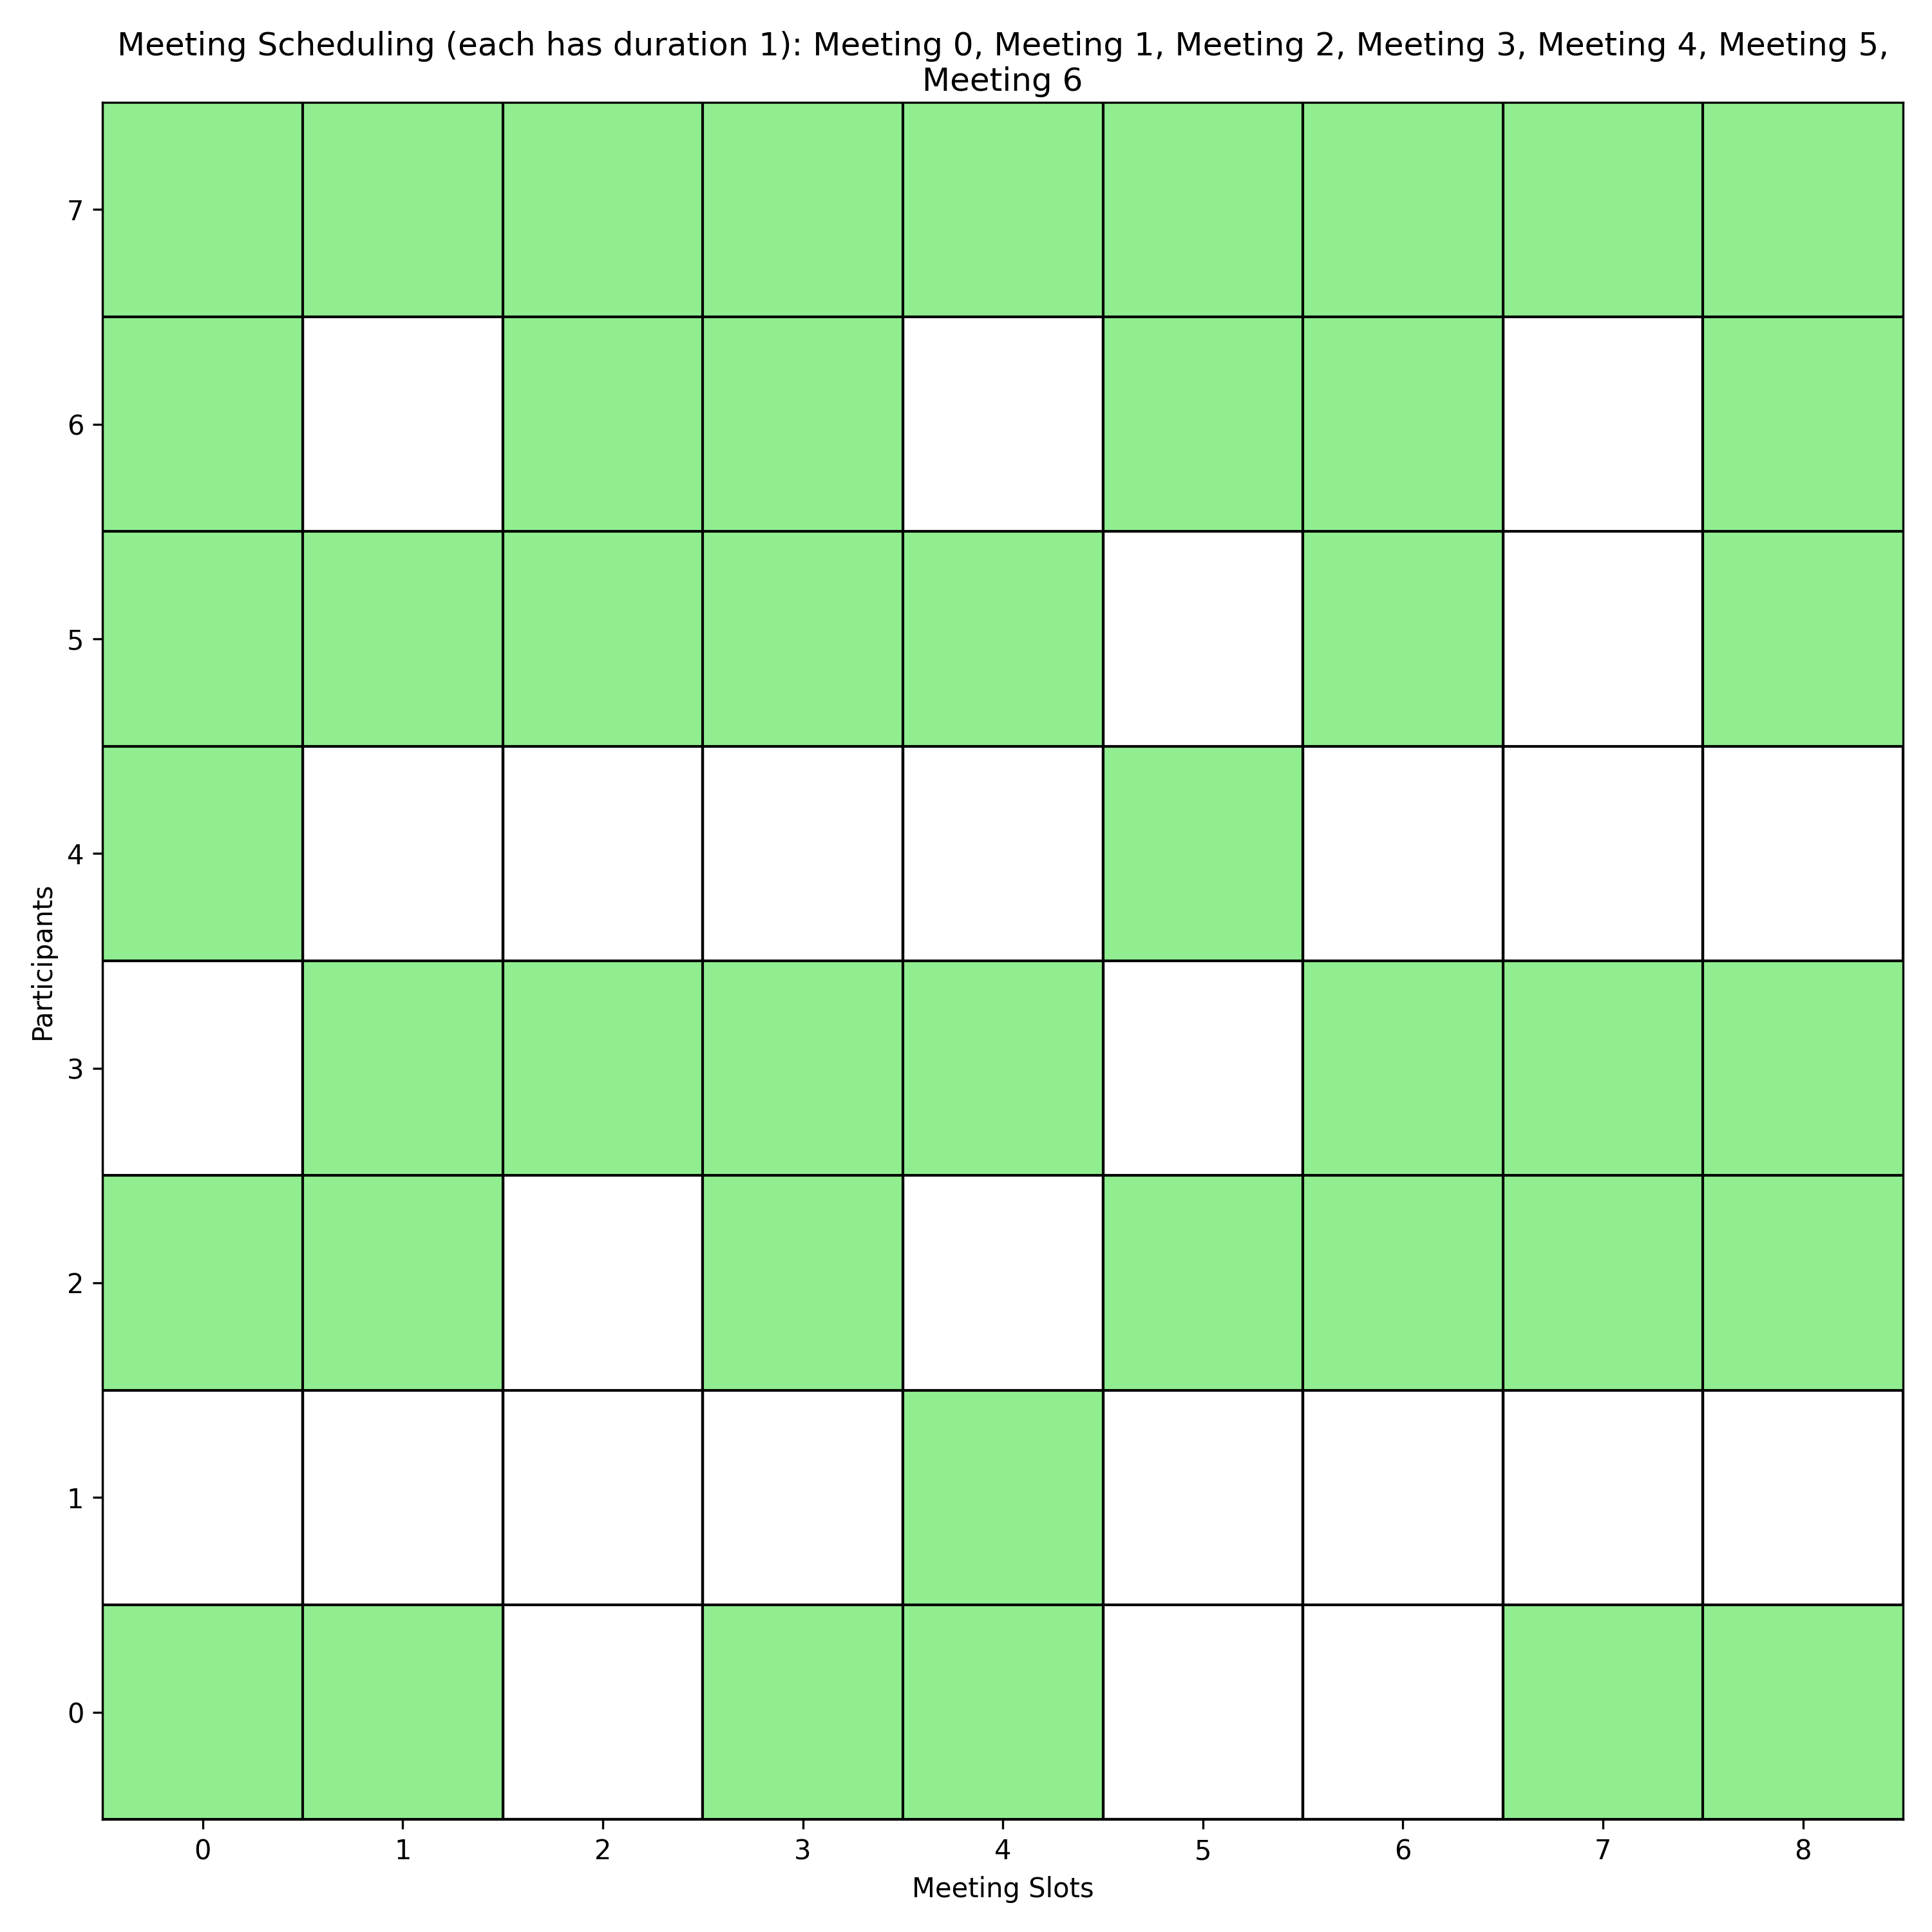 Meeting Scheduling (each has duration 1): Meeting 0, Meeting 1, Meeting 2, Meeting 3, Meeting 4, Meeting 5,
Meeting 6
7
6
5
4
3
2
1
0
Participants
0 1 2 3 4 5 6 7 8
Meeting Slots